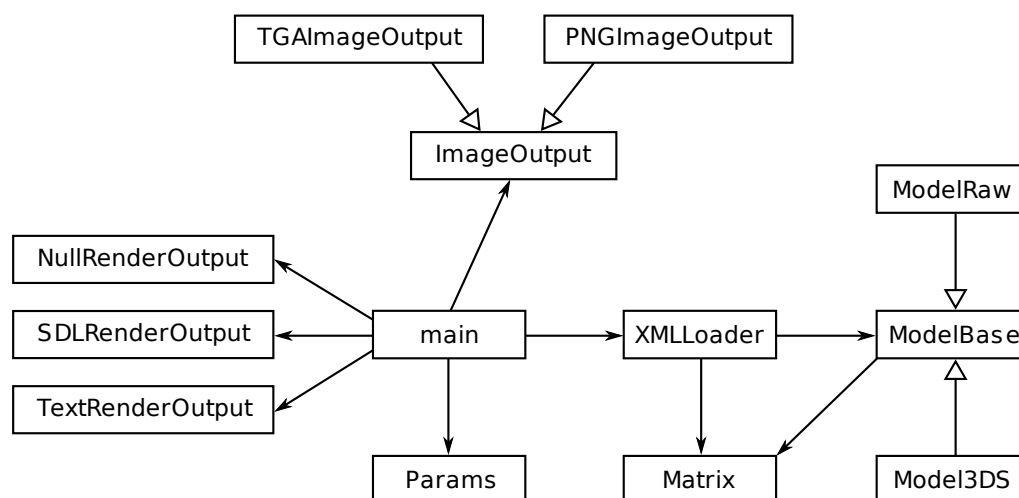 TGAImageOutput
PNGImageOutput
ImageOutput
ModelRaw
NullRenderOutput
SDLRenderOutput
main
XMLLoader
ModelBase
TextRenderOutput
Params
Matrix
Model3DS